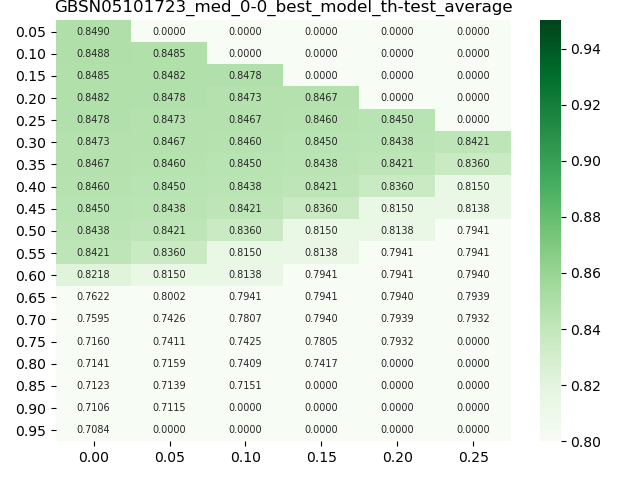 GBSN05101723_med_0-0_best_model_th-test_average
0.05 0.8490 0.0000 0.0000 0.0000 0.0000 0.0000
0.10 0.8488 0.8485 0.0000 0.0000 0.0000 0.0000
0.15 0.8485 0.8482 0.8478 0.0000 0.0000 0.0000
0.20 0.8482 0.8478 0.8473 0.8467 0.0000 0.0000
0.25 0.8478 0.8473 0.8467 0.8460 0.8450 0.0000
0.30 0.8473 0.8467 0.8460 0.8450 0.8438 0.8421
0.35 0.8467 0.8460 0.8450 0.8438 0.8421 0.8360
0.40 0.8460 0.8450 0.8438 0.8421 0.8360 0.8150
0.45 0.8450 0.8438 0.8421 0.8360 0.8150 0.8138
0.50 0.8438 0.8421 0.8360 0.8150 0.8138 0.7941
0.55 0.8421 0.8360 0.8150 0.8138 0.7941 0.7941
0.60 0.8218 0.8150 0.8138 0.7941 0.7941 0.7940
0.65 0.7622 0.8002 0.7941 0.7941 0.7940 0.7939
0.70 0.7595 0.7426 0.7807 0.7940 0.7939 0.7932
0.75 0.7160 0.7411 0.7425 0.7805 0.7932 0.0000
0.80 0.7141 0.7159 0.7409 0.7417 0.0000 0.0000
0.85 0.7123 0.7139 0.7151 0.0000 0.0000 0.0000
0.90 0.7106 0.7115 0.0000 0.0000 0.0000 0.0000
0.95 0.7084 0.0000 0.0000 0.0000 0.0000 0.0000
0.00 0.05 0.10 0.15 0.20 0.25
0.94
0.92
0.90
0.88
0.86
0.84
0.82
0.80